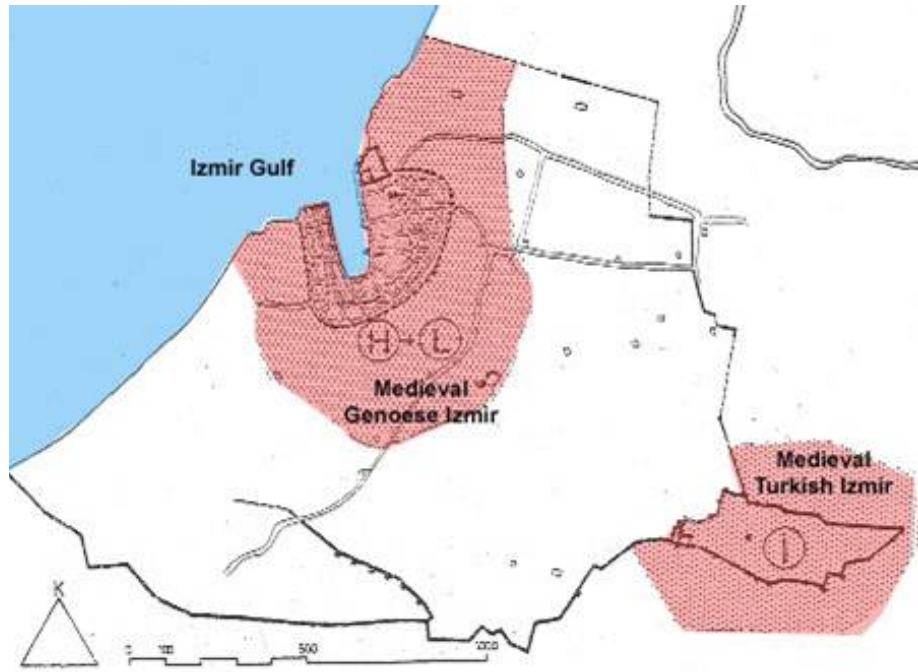 Izmir Gulf
H→L
Medieval
Genoese Izmir
Medieval
Turkish Izmir
I
K
0 100 500 1000